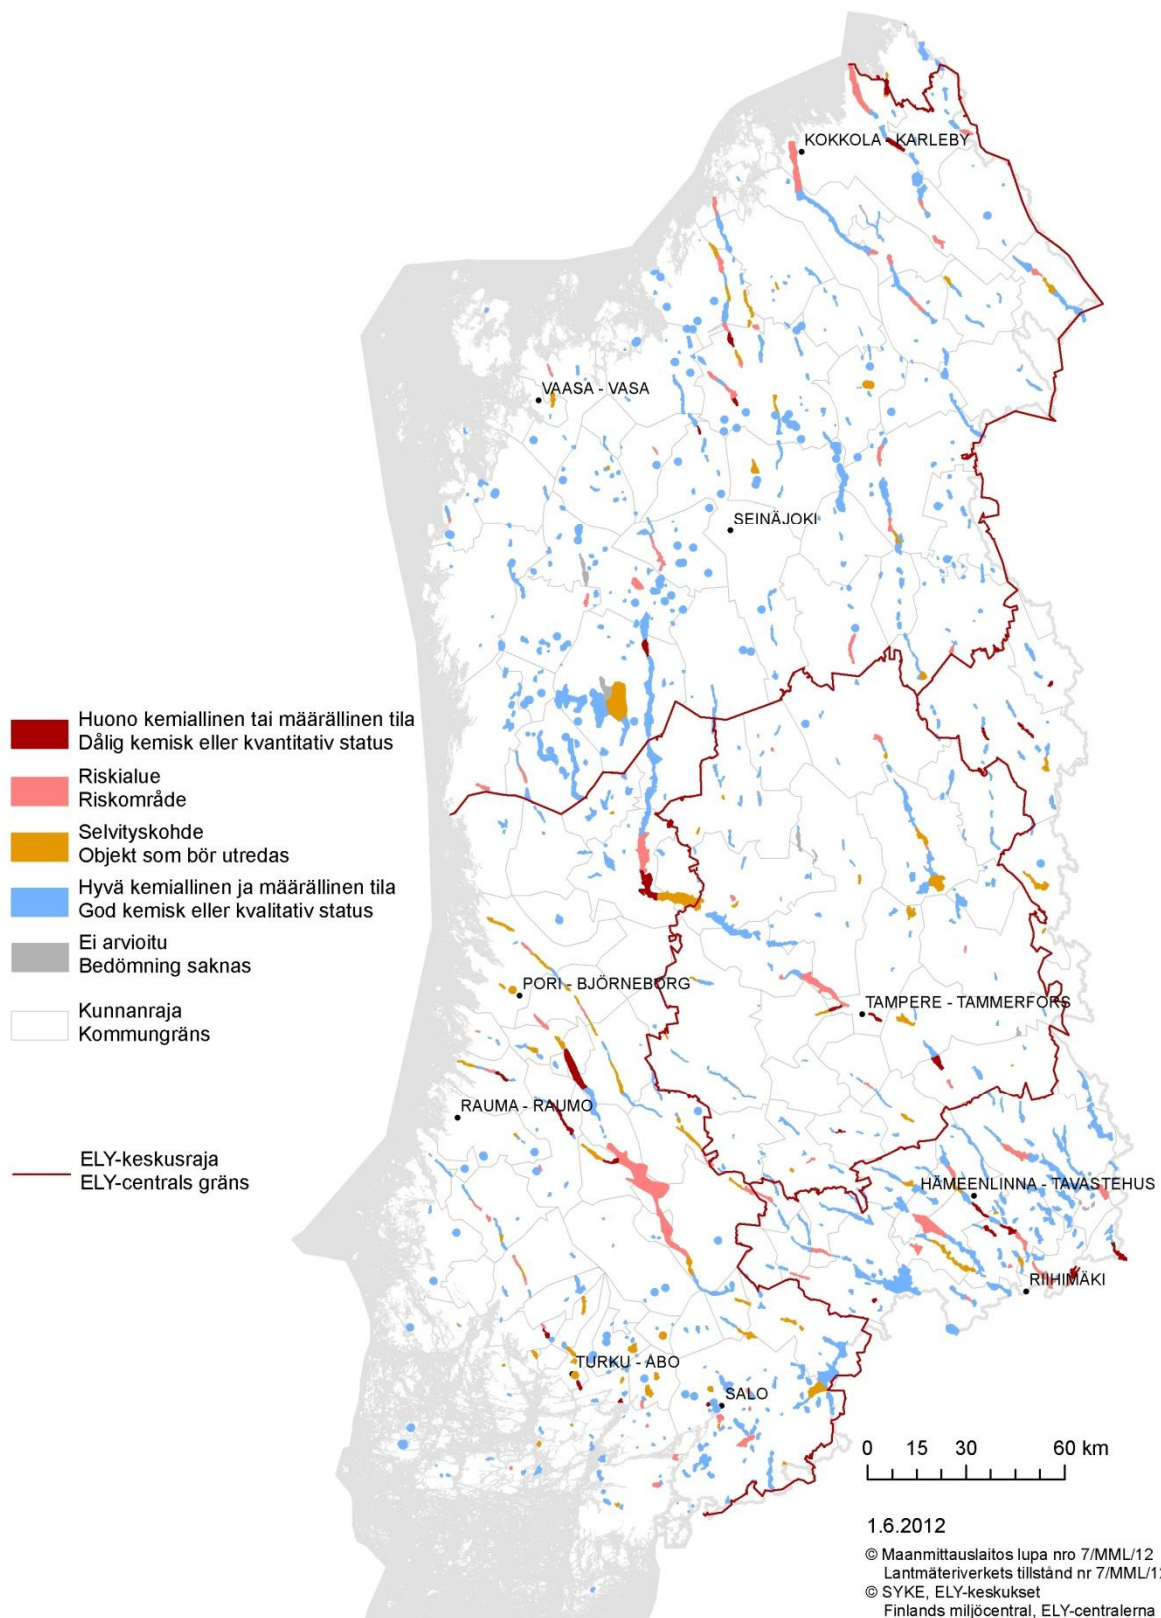 KOKKOLA - KARLEBY
VAASA - VASA
SEINÄJOKI
Huono kemiallinen tai määrällinen tila
Dålig kemisk eller kvantitativ status
Riskialue
Riskområde
Selvityskohde
Objekt som bör utredas
Hyvä kemiallinen ja määrällinen tila
God kemisk eller kvalitativ status
Ei arvioitu
Bedömning saknas
Kunnanraja
Kommungräns
ELY-keskusraja
ELY-centrals gräns
PORI - BJÖRNEBORG
TAMPERE - TAMMERFORS
RAUMA - RAUMO
HÄMEENLINNA - TAVASTEHUS
RIIHIMÄKI
TURKU - ÅBO
SALO
0 15 30 60 km
1.6.2012
© Maanmittauslaitos lupa nro 7/MML/12
Lantmäteriverkets tillstånd nr 7/MML/12
© SYKE, ELY-keskukset
Finlands miljöcentral, ELY-centralerna